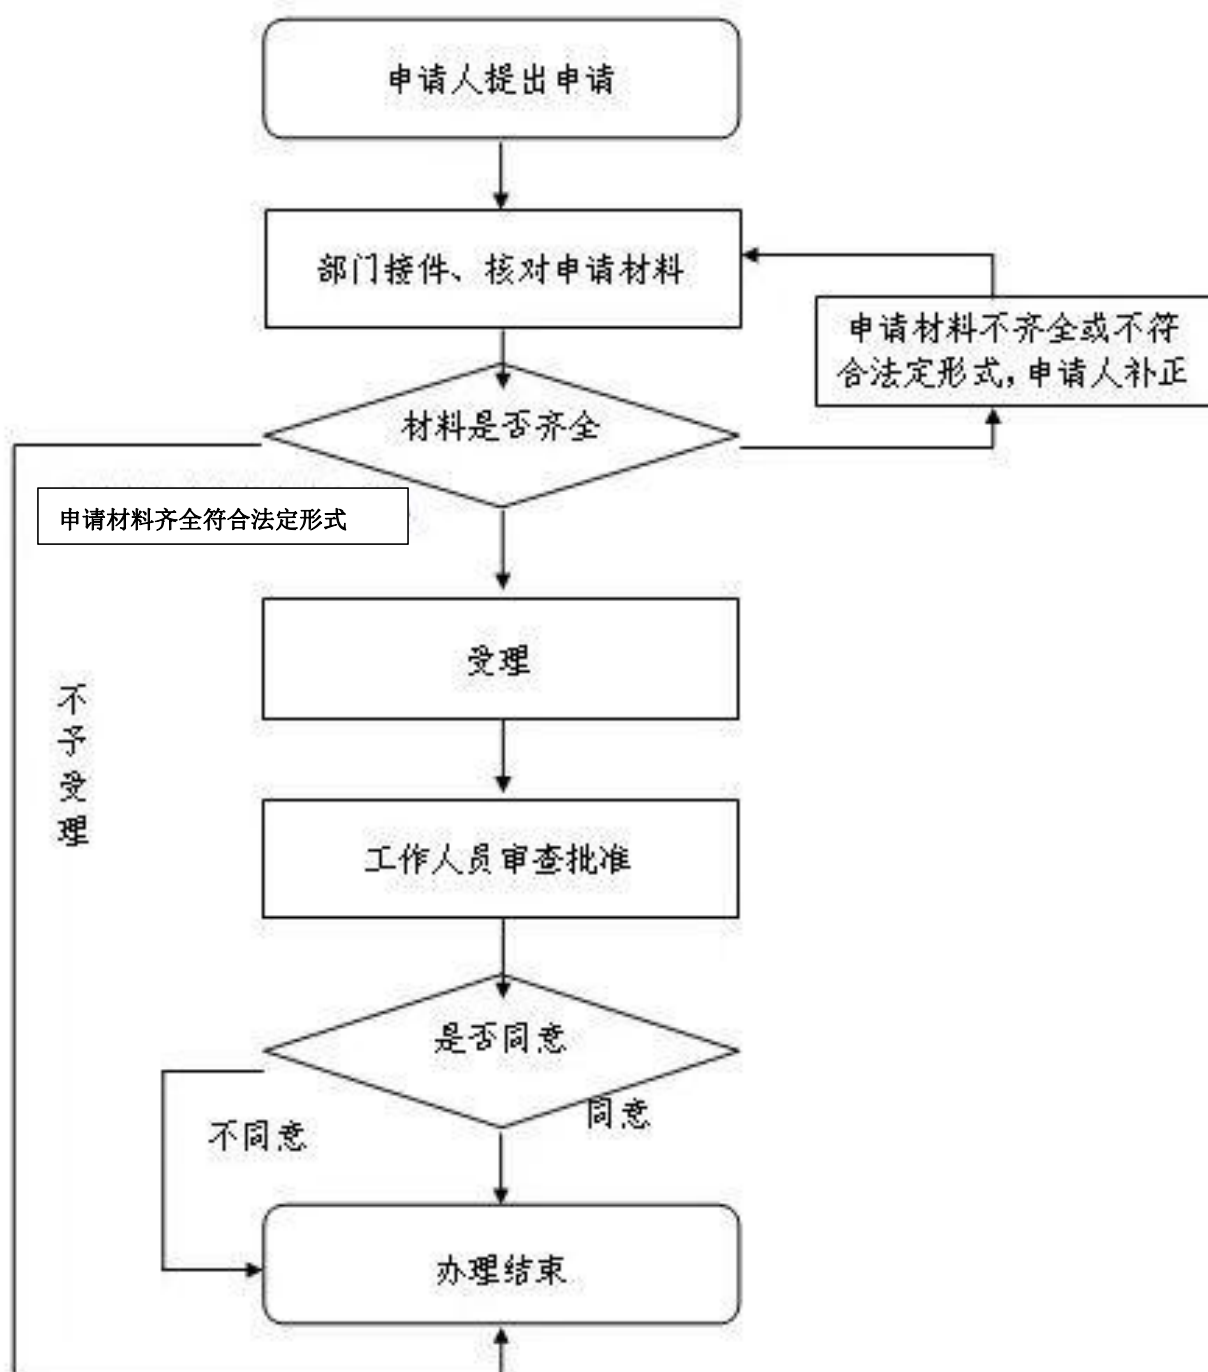 申请人提出申请
部门接件、核对申请材料
申请材料不齐全或不符
合法定形式，申请人补正
材料是否齐全
申请材料齐全符合法定形式
受理
不予受理
工作人员审查批准
是否同意
同意
不同意
办理结束